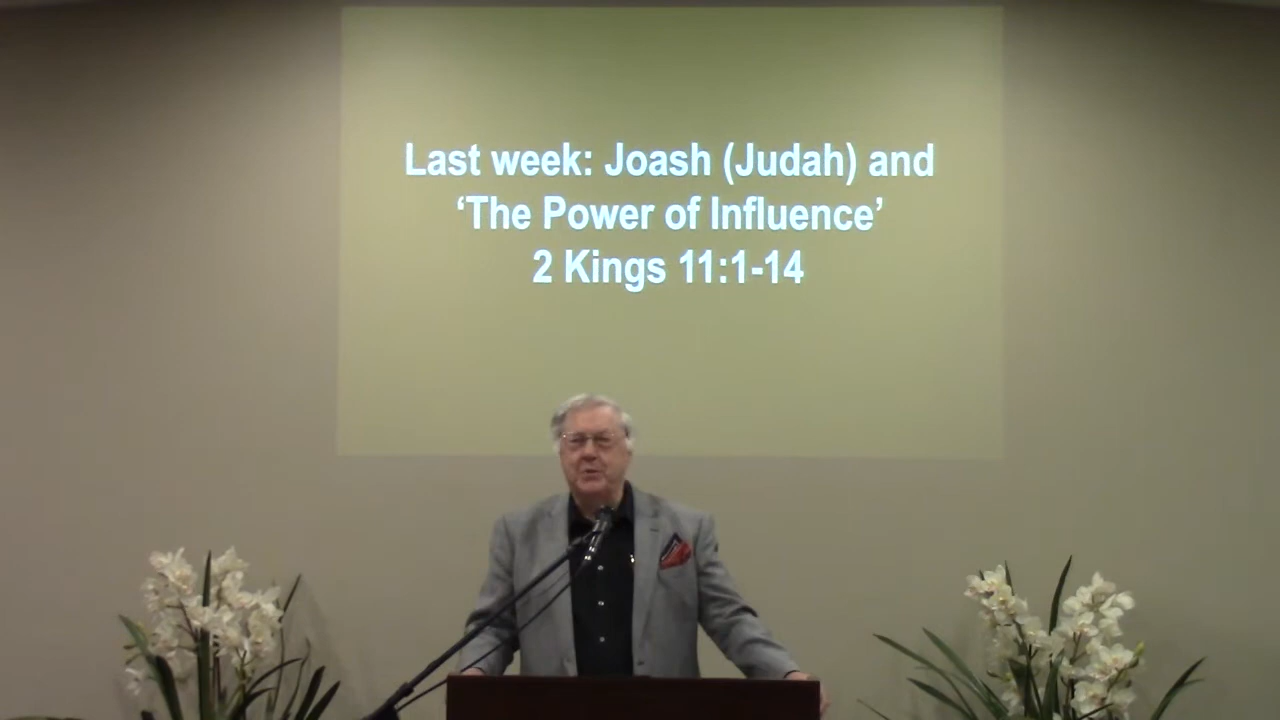 Last week: Joash (Judah) and
‘The Power of Influence’
2 Kings 11:1-14